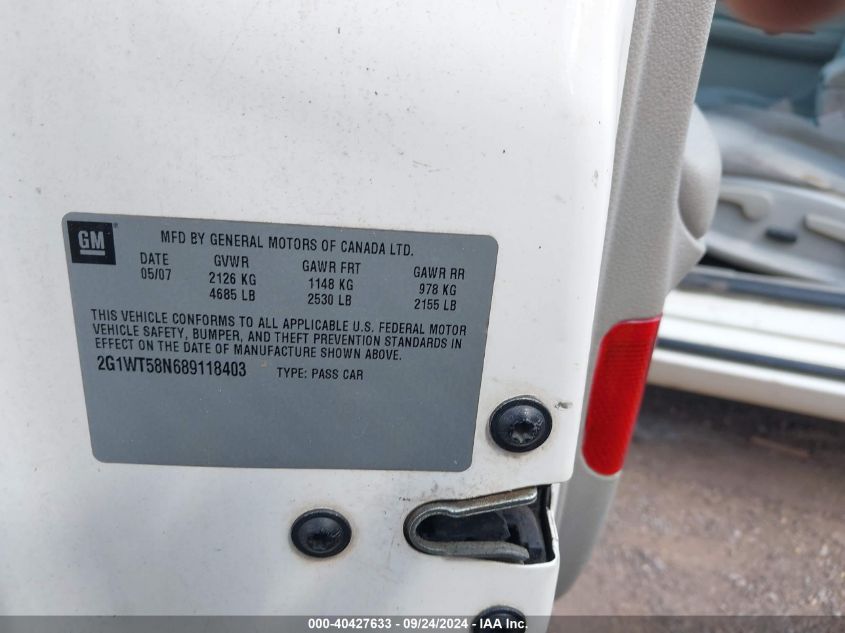 GM
MFD BY GENERAL MOTORS OF CANADA LTD.
DATE GVWR GAWR FRT GAWR RR
05/07 2126 KG 1148 KG 978 KG
4685 LB 2530 LB 2155 LB
THIS VEHICLE CONFORMS TO ALL APPLICABLE U.S. FEDERAL MOTOR
VEHICLE SAFETY, BUMPER, AND THEFT PREVENTION STANDARDS IN
EFFECT ON THE DATE OF MANUFACTURE SHOWN ABOVE.
2G1WT58N689118403 TYPE: PASS CAR
000-40427633 - 09/24/2024 - IAA Inc.